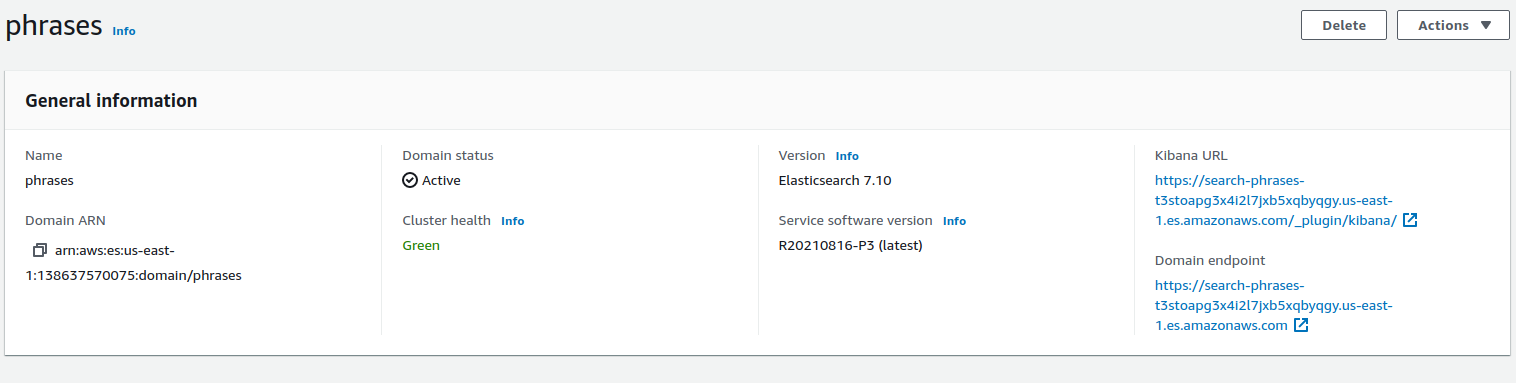 phrases Info
Delete
Actions
General information
Name
phrases
Domain ARN
arn:aws:es:us-east-
1:138637570075:domain/phrases
Domain status
Active
Cluster health Info
Green
Version Info
Elasticsearch 7.10
Service software version Info
R20210816-P3 (latest)
Kibana URL
https://search-phrases-
t3stoapg3x4i2l7jxb5xqbyqgy.us-east-
1.es.amazonaws.com/_plugin/kibana/
Domain endpoint
https://search-phrases-
t3stoapg3x4i2l7jxb5xqbyqgy.us-east-
1.es.amazonaws.com